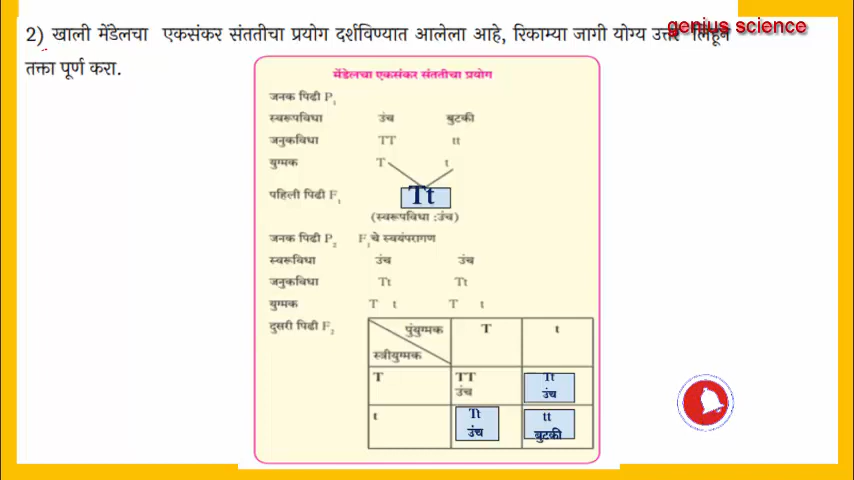 genius science
2) खाली मेंडेलचा एकसंकर संततीचा प्रयोग दर्शविण्यात आलेला आहे, रिकाम्या जागी योग्य उत्तर लिहून
तक्ता पूर्ण करा.
मेंडेलचा एकसंकर संततीचा प्रयोग
जनक पिढी P1
स्वरूपविधा उंच बुटकी
जनुकविधा TT tt
युग्मक T t
पहिली पिढी F1 Tt
(स्वरूपविधा :उंच)
जनक पिढी P2 F1चे स्वयंपरागण
स्वरूविधा उंच उंच
जनुकविधा Tt Tt
युग्मक T t T t
दुसरी पिढी F2 पुंयुग्मक T t
स्त्रीयुग्मक
T TT Tt
उंच उंच
t Tt tt
उंच बुटकी